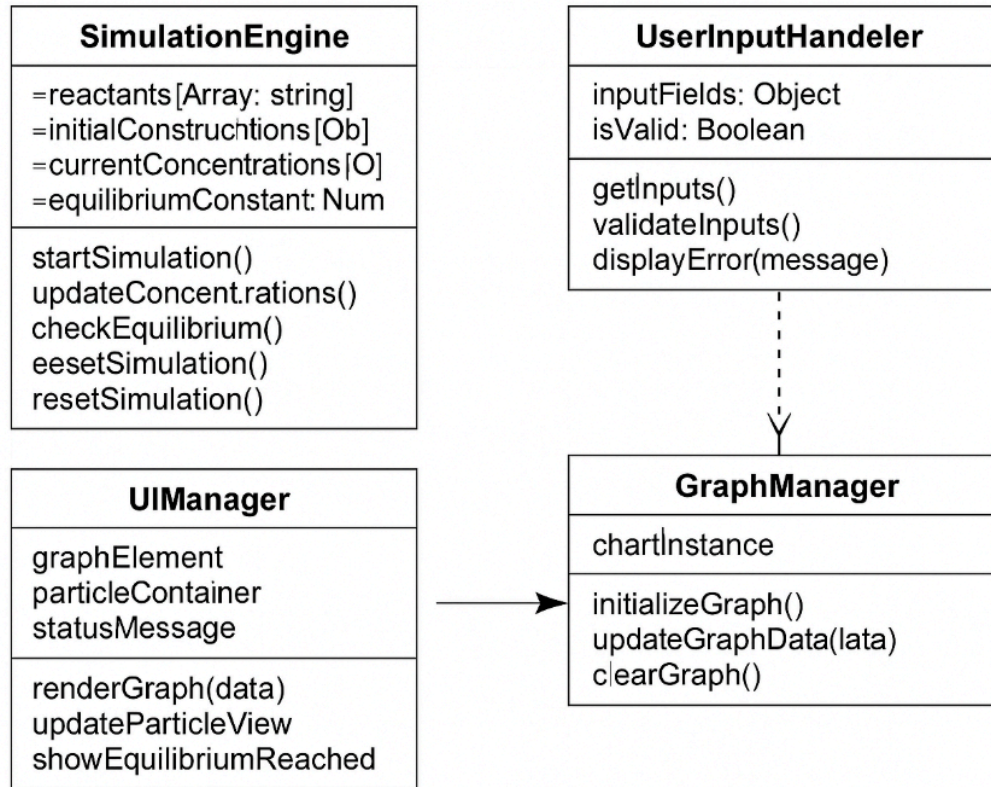 SimulationEngine
=reactants[Array: string]
=initialConstruchtions[Ob]
=currentConcentrations[O]
=equilibriumConstant: Num
startSimulation()
updateConcent.rations()
checkEquilibrium()
eesetSimulation()
resetSimulation()
UserInputHandeler
inputFields: Object
isValid: Boolean
getInputs()
validateInputs()
displayError(message)
UIManager
graphElement
particleContainer
statusMessage
renderGraph(data)
updateParticleView
showEquilibriumReached
GraphManager
chartInstance
initializeGraph()
updateGraphData(lata)
clearGraph()